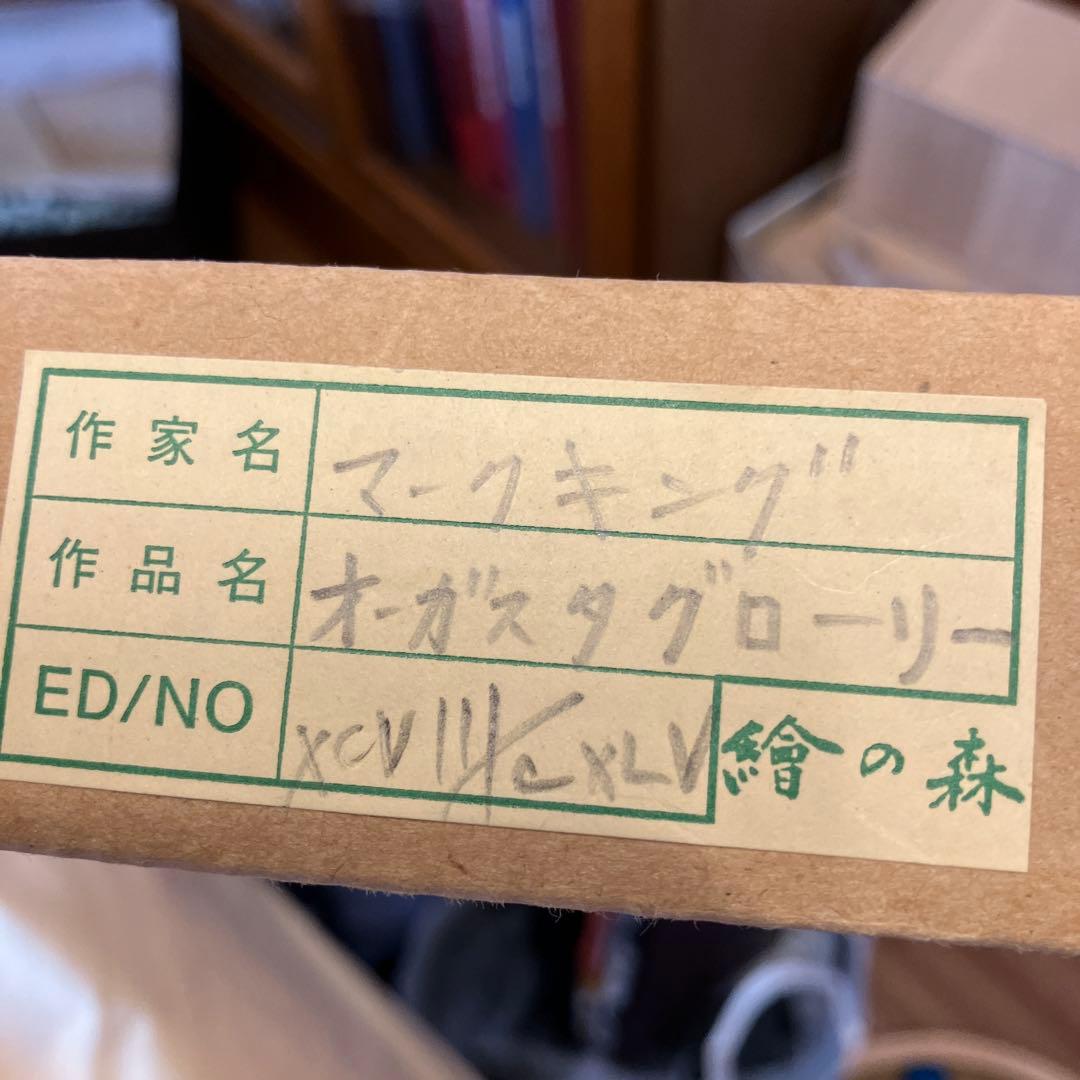 作家名 マークキング
作品名 オーガスタグローリー
ED/NO XCVIII/CXLV
繪の森